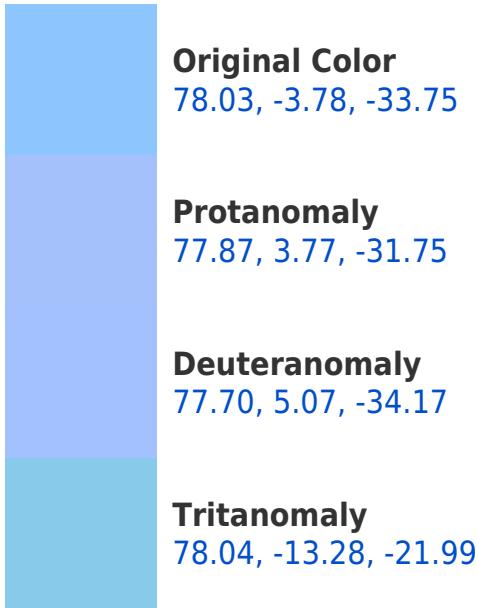 Original Color
78.03, -3.78, -33.75
Protanomaly
77.87, 3.77, -31.75
Deuteranomaly
77.70, 5.07, -34.17
Tritanomaly
78.04, -13.28, -21.99